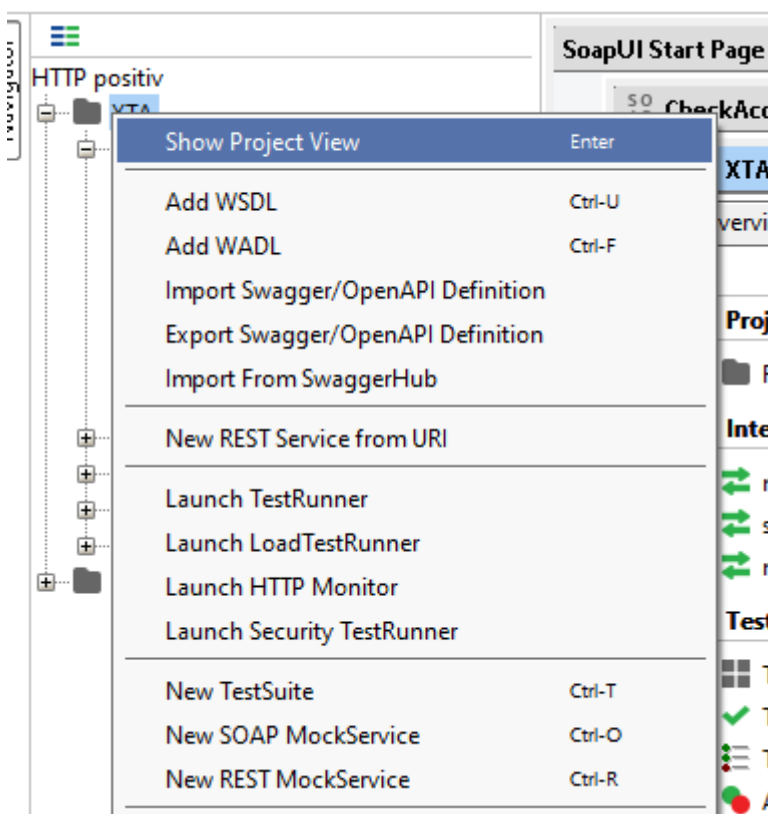 Navigator
SoapUI Start Page
HTTP positiv
XTA
Show Project View Enter
XTA
Add WSDL Ctrl-U
Add WADL Ctrl-F
Import Swagger/OpenAPI Definition
Export Swagger/OpenAPI Definition
Import From SwaggerHub
New REST Service from URI
Launch TestRunner
Launch LoadTestRunner
Launch HTTP Monitor
Launch Security TestRunner
New TestSuite Ctrl-T
New SOAP MockService Ctrl-O
New REST MockService Ctrl-R